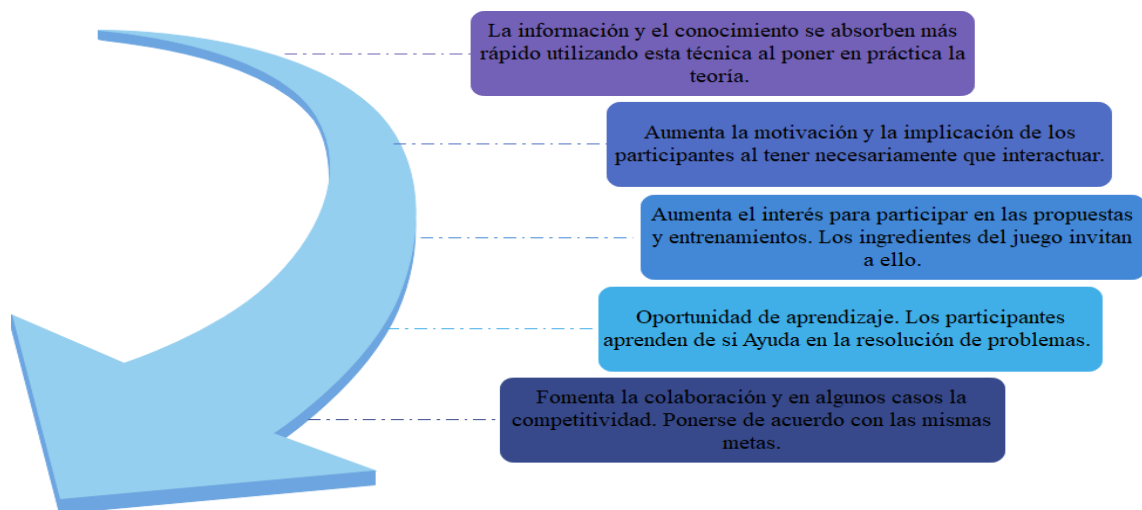 La información y el conocimiento se absorben más
rápido utilizando esta técnica al poner en práctica la
teoría.
Aumenta la motivación y la implicación de los
participantes al tener necesariamente que interactuar.
Aumenta el interés para participar en las propuestas
y entrenamientos. Los ingredientes del juego invitan
a ello.
Oportunidad de aprendizaje. Los participantes
aprenden de si Ayuda en la resolución de problemas.
Fomenta la colaboración y en algunos casos la
competitividad. Ponerse de acuerdo con las mismas
metas.